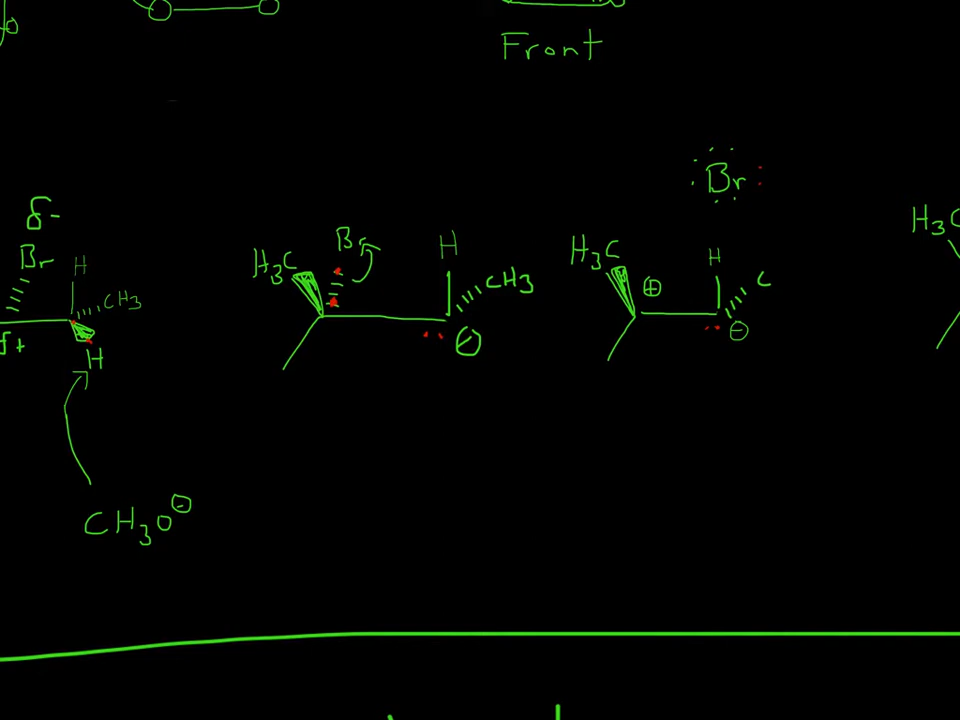 Front
δ-
Br
H
CH3
δ+
H
CH3O⊖
H3C
Br
H
CH3
⊖
:Br:
H3C
⊕
H
C
⊖
H3C